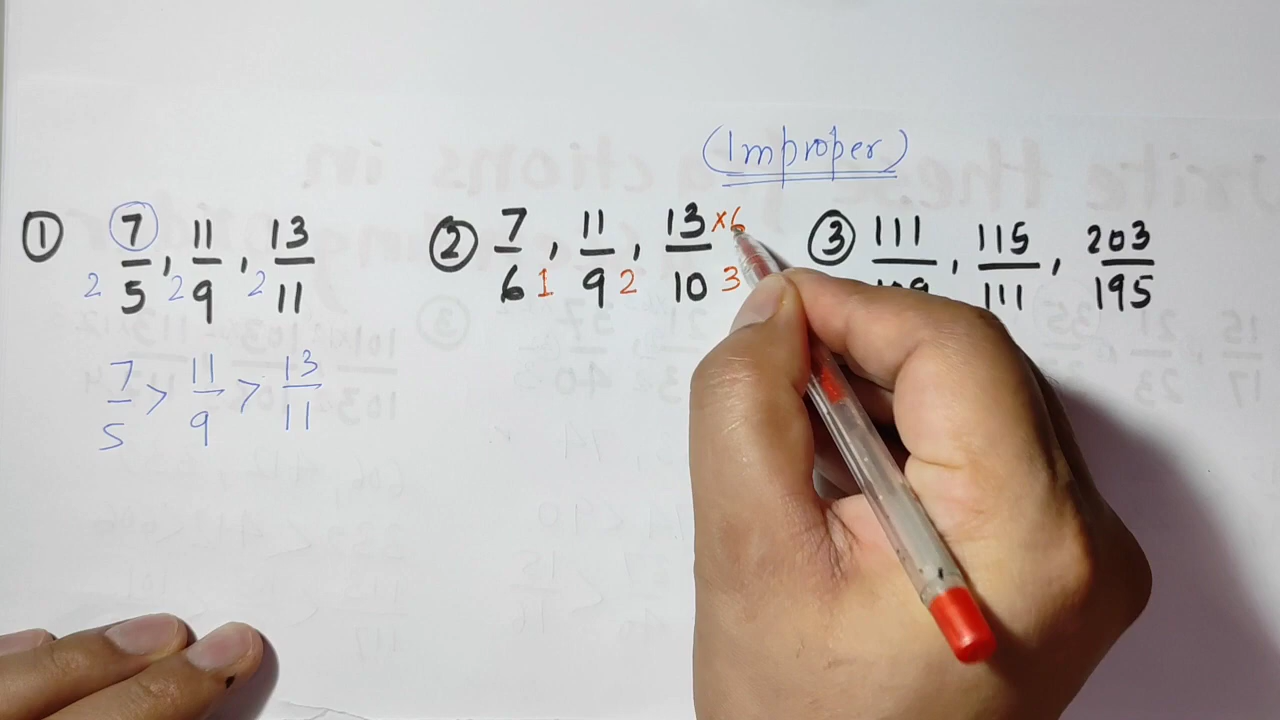 (Improper)
① 7/5, 11/9, 13/11
2 2 2
7/5 > 11/9 > 13/11
② 7/6, 11/9, 13/10 ×6
1 2 3
③ 111/109, 115/111, 203/195